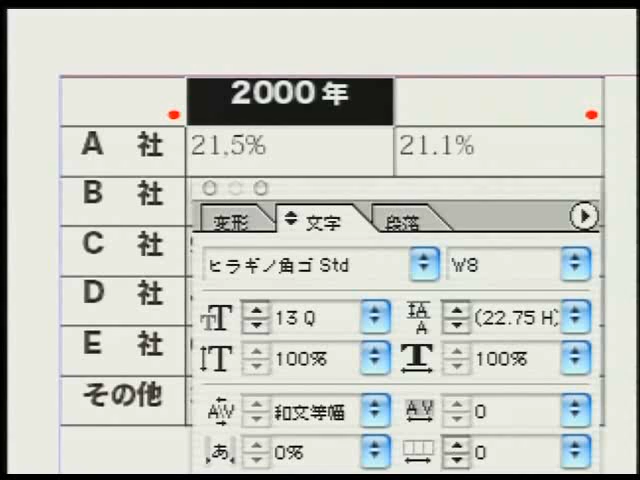 2000年
A 社 21,5% 21.1%
B 社
C 社
D 社
E 社
その他
変形 文字 段落
ヒラギノ角ゴ Std W8
13 Q (22.75 H)
100% 100%
和文等幅 0
0% 0